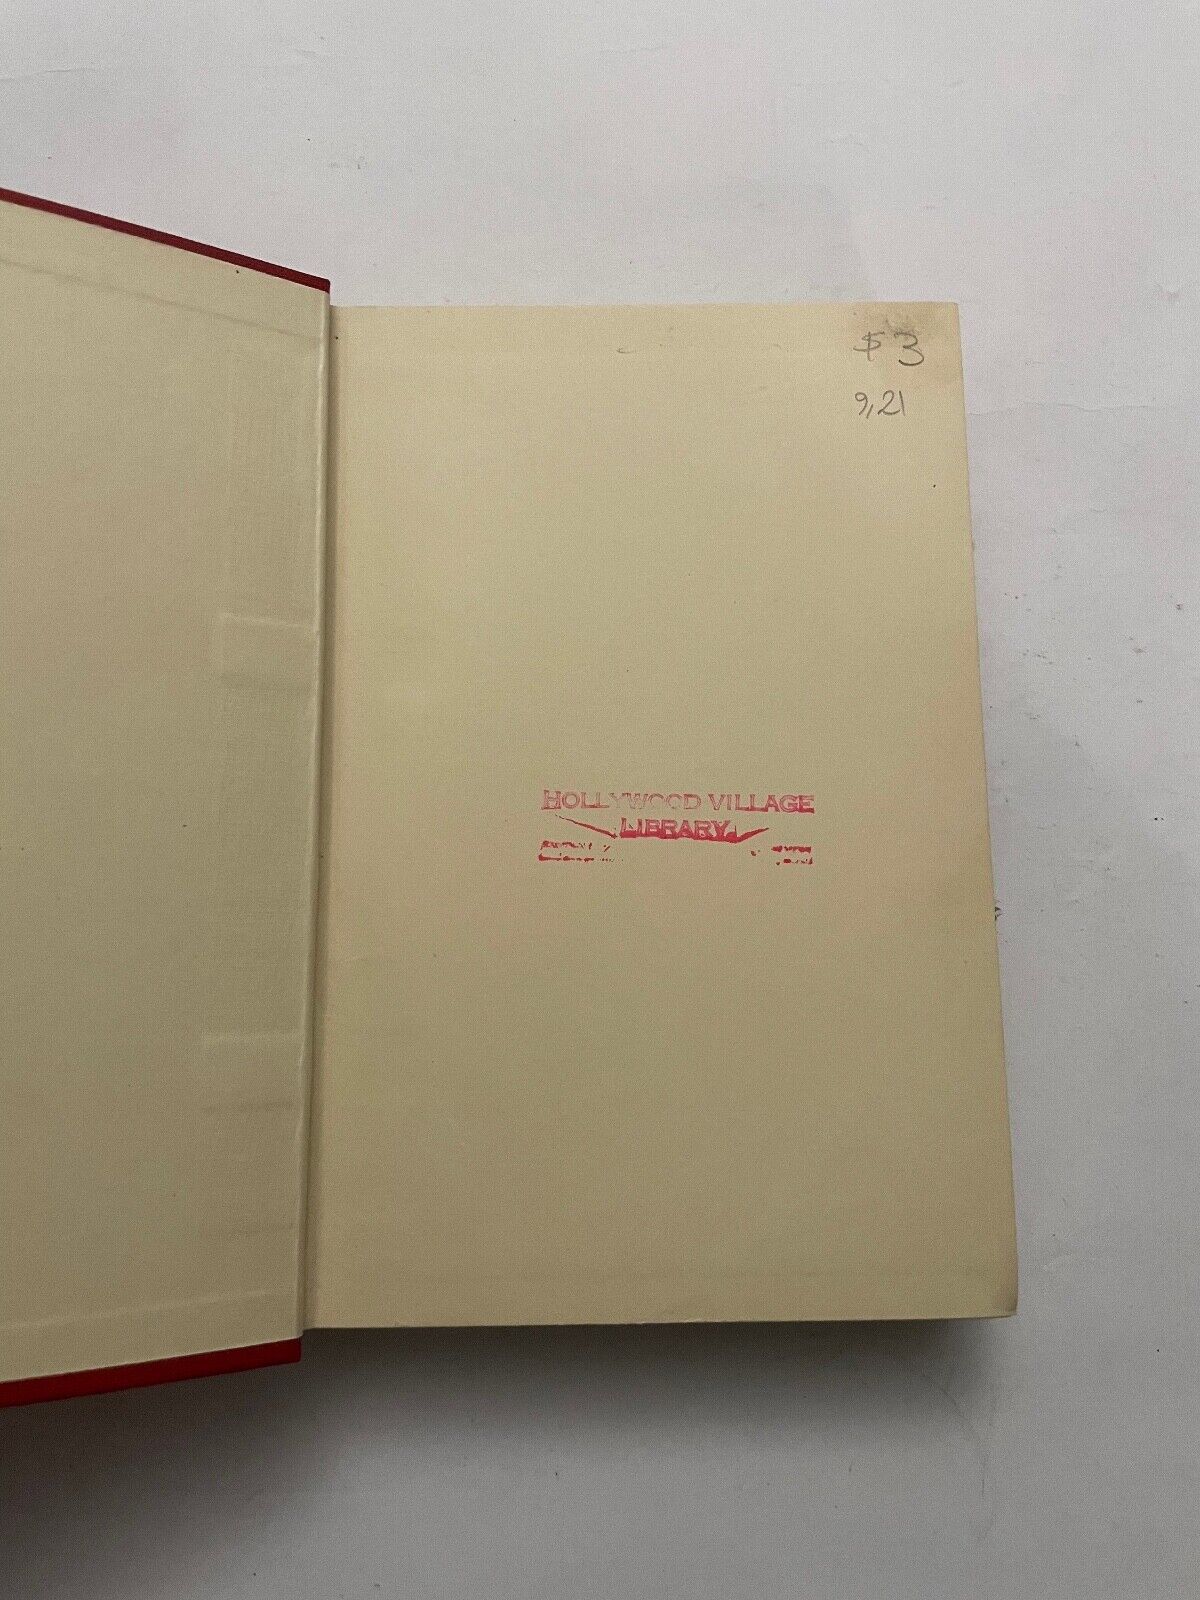 $3
9,21
HOLLYWOOD VILLAGE
LIBRARY